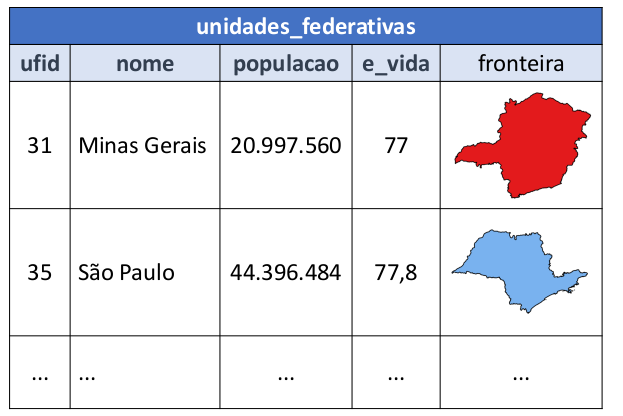 unidades_federativas
ufid nome populacao e_vida fronteira
31 Minas Gerais 20.997.560 77
35 São Paulo 44.396.484 77,8
... ... ... ... ...